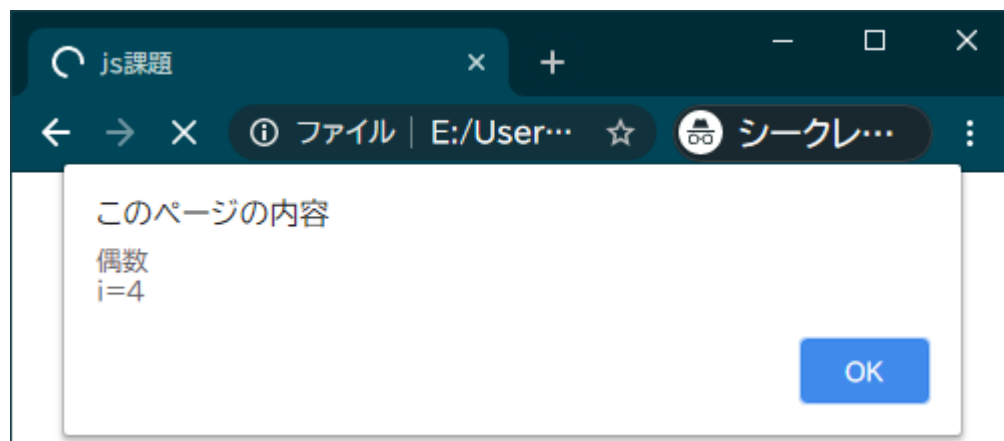 js課題
ファイル | E:/User… シークレ…
このページの内容
偶数
i=4
OK